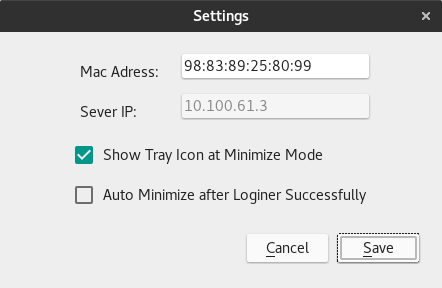 Settings
Mac Adress: 98:83:89:25:80:99
Sever IP: 10.100.61.3
Show Tray Icon at Minimize Mode
Auto Minimize after Loginer Successfully
Cancel Save